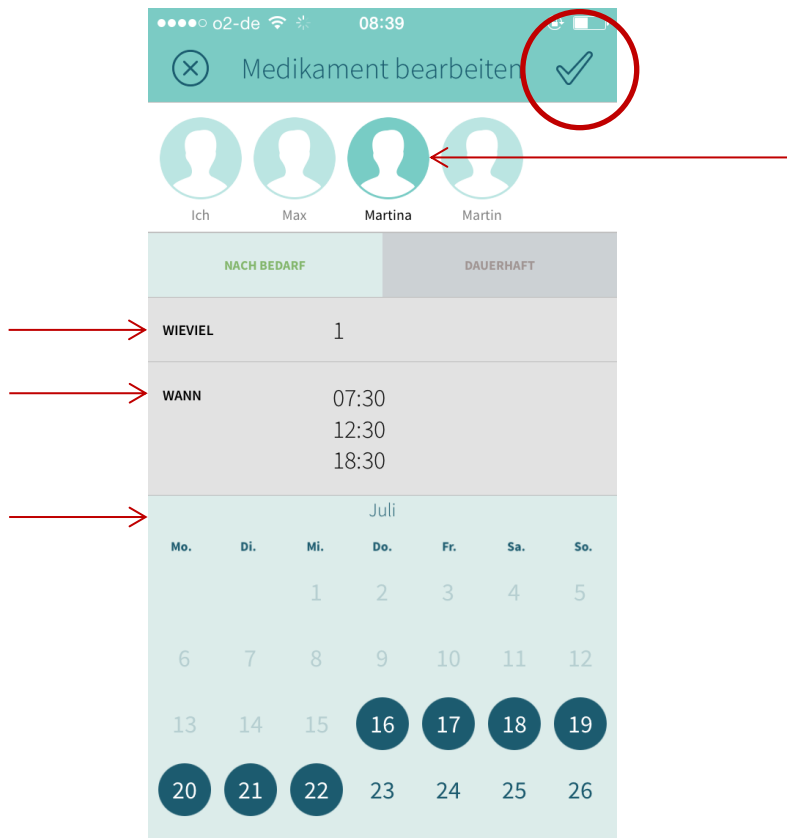 o2-de 08:39
Medikament bearbeiten
Ich Max Martina Martin
NACH BEDARF DAUERHAFT
WIEVIEL 1
WANN 07:30
12:30
18:30
Juli
Mo. Di. Mi. Do. Fr. Sa. So.
1 2 3 4 5
6 7 8 9 10 11 12
13 14 15 16 17 18 19
20 21 22 23 24 25 26